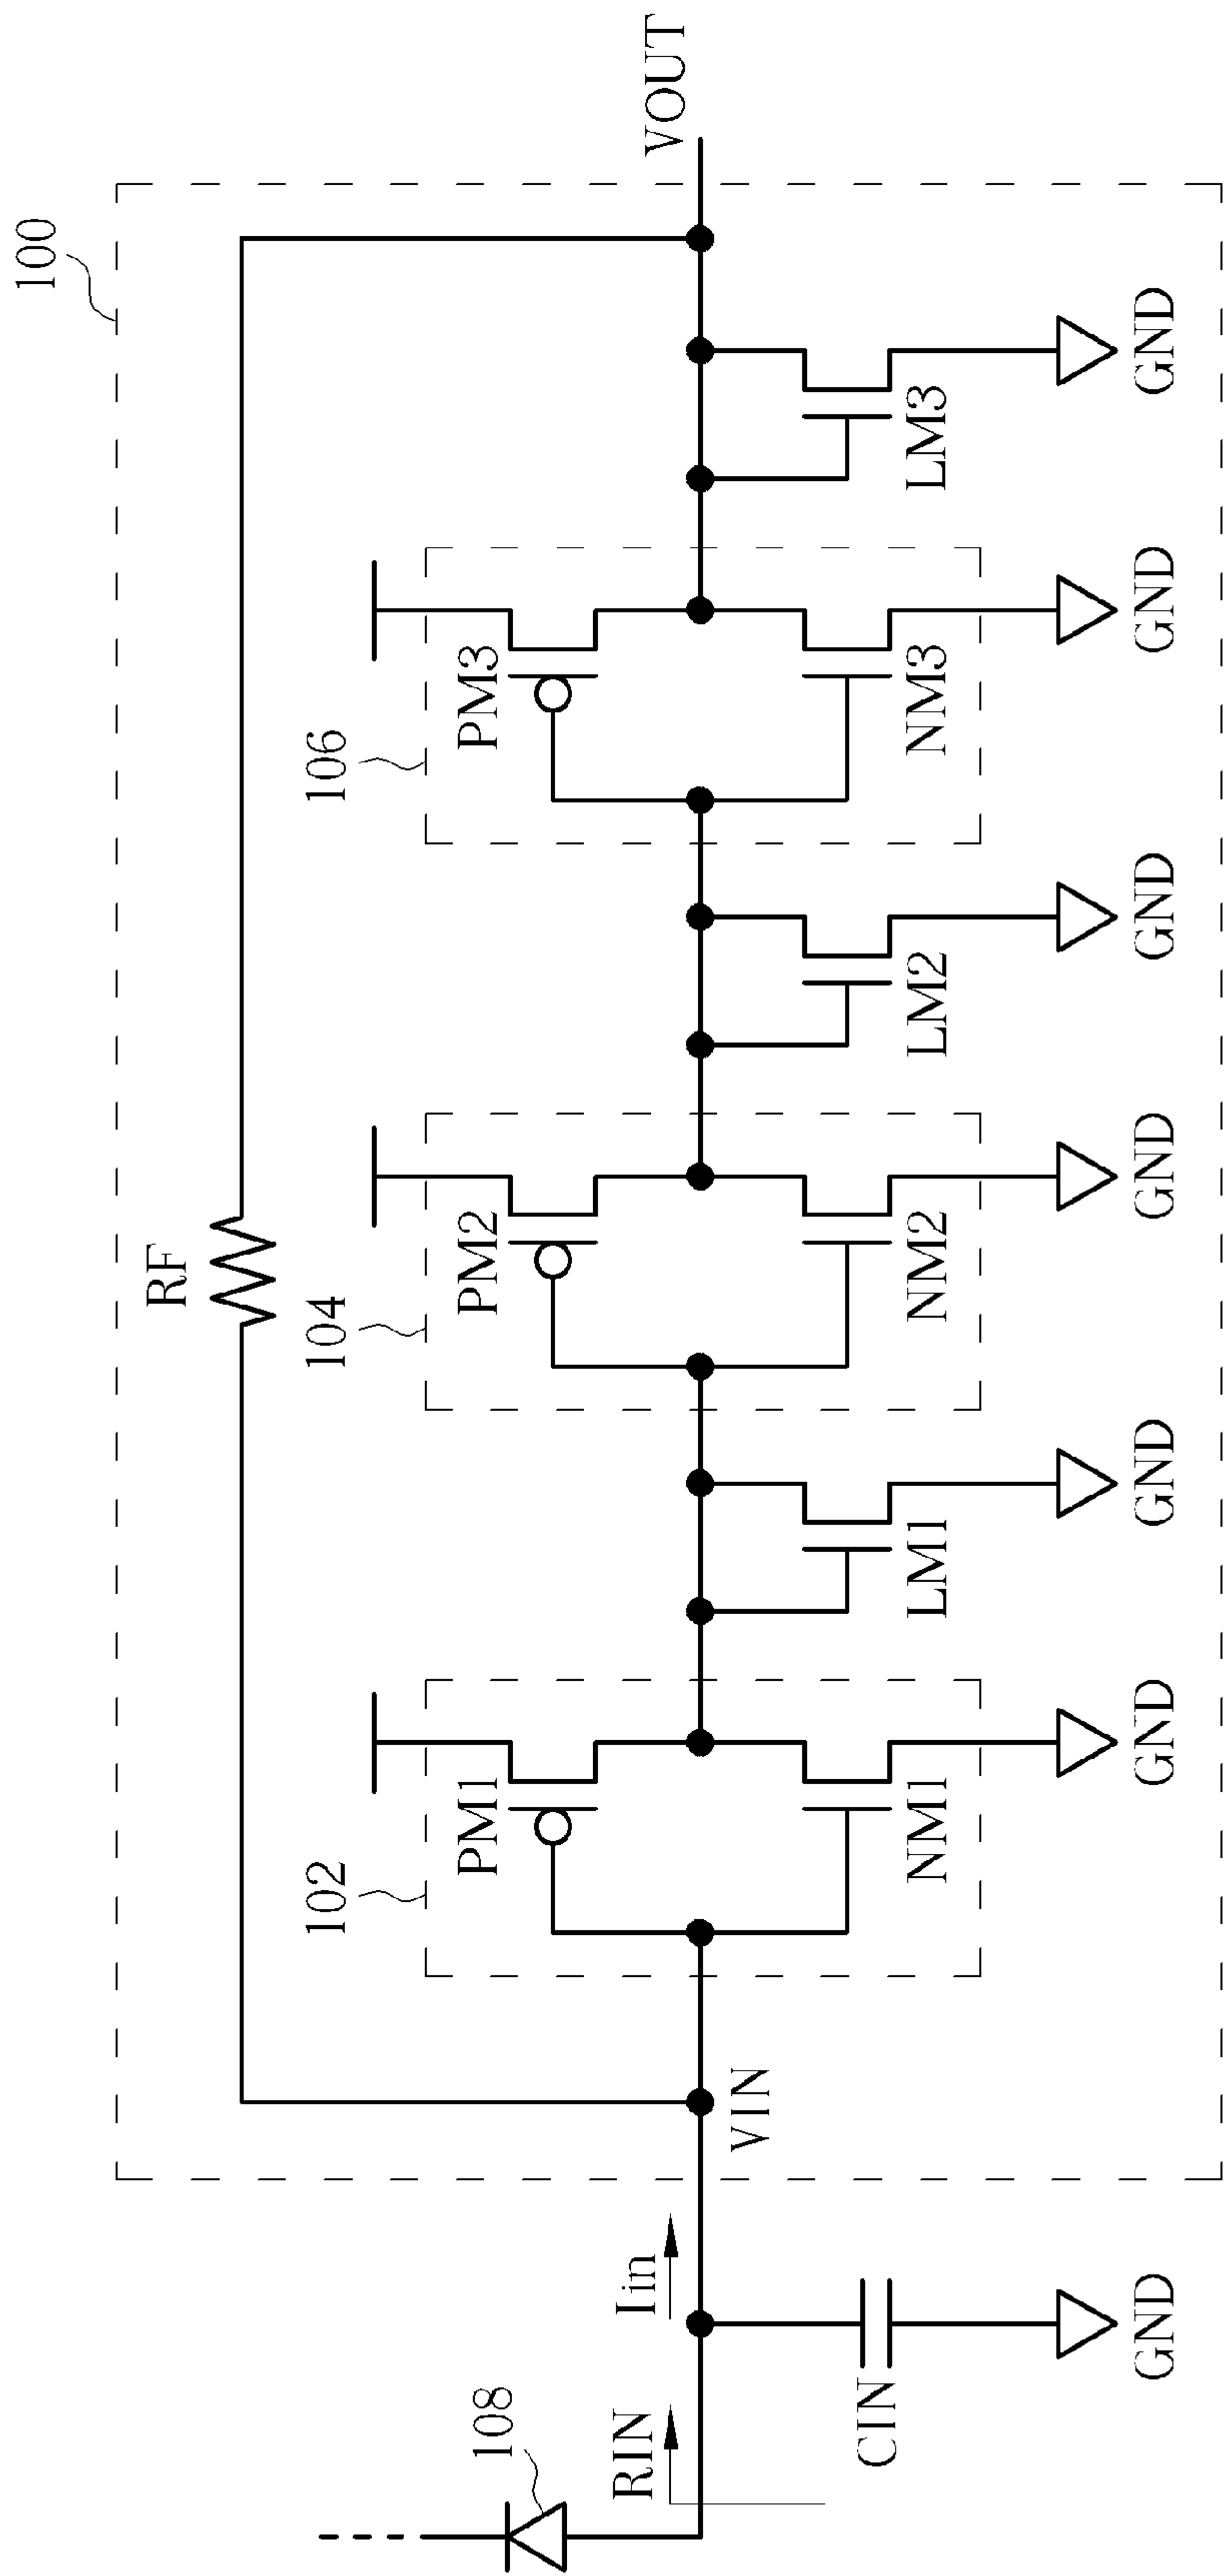 100
RF
VOUT
102
104
106
PM1
PM2
PM3
108
RIN
Iin
VIN
NM1
LM1
NM2
LM2
NM3
LM3
CIN
GND
GND
GND
GND
GND
GND
GND